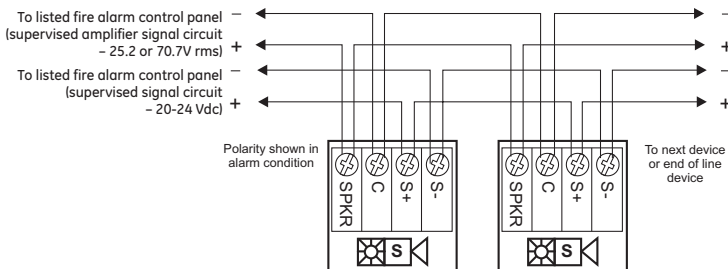 To listed fire alarm control panel −
(supervised amplifier signal circuit
– 25.2 or 70.7V rms) +
To listed fire alarm control panel −
(supervised signal circuit
– 20-24 Vdc) +
−
+
−
+
Polarity shown in
alarm condition
SPKR C S+ S-
SPKR C S+ S-
To next device
or end of line
device
S
S